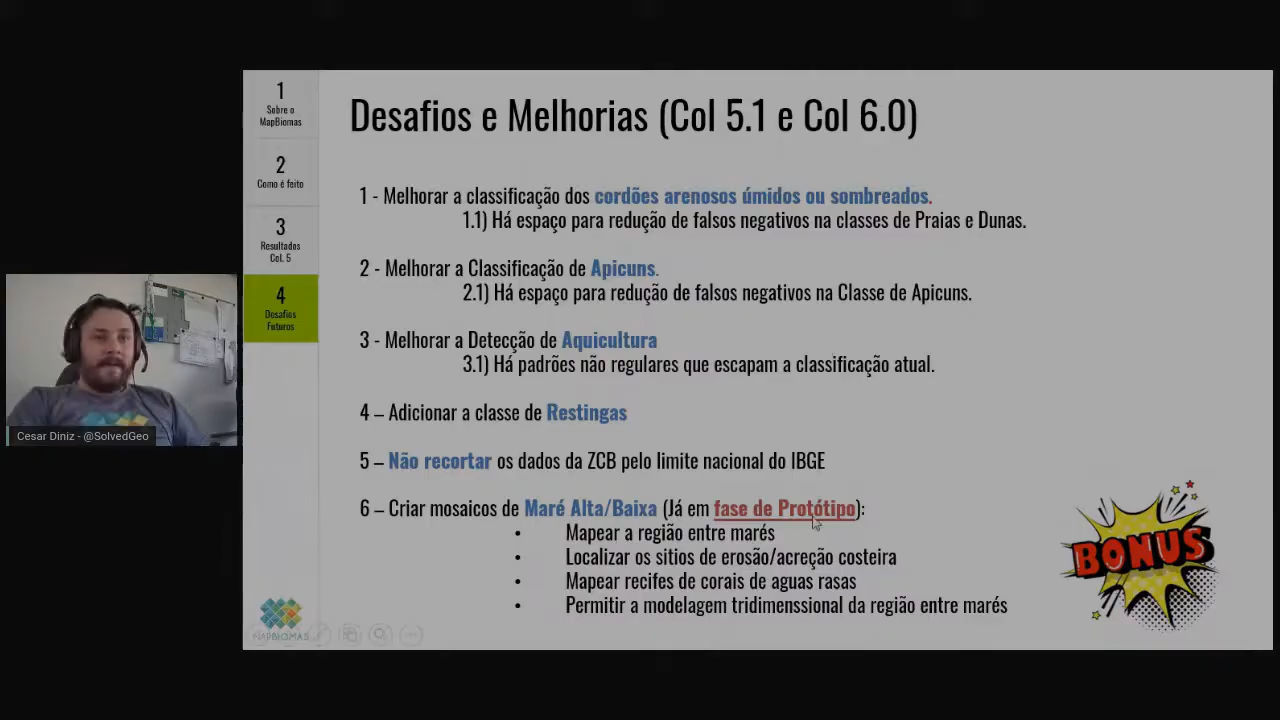 1
Sobre o
MapBiomas
2
Como é feito
3
Resultados
Col. 5
4
Desafios
Futuros
Desafios e Melhorias (Col 5.1 e Col 6.0)
1 - Melhorar a classificação dos cordões arenosos úmidos ou sombreados.
1.1) Há espaço para redução de falsos negativos na classes de Praias e Dunas.
2 - Melhorar a Classificação de Apicuns.
2.1) Há espaço para redução de falsos negativos na Classe de Apicuns.
3 - Melhorar a Detecção de Aquicultura
3.1) Há padrões não regulares que escapam a classificação atual.
4 – Adicionar a classe de Restingas
5 – Não recortar os dados da ZCB pelo limite nacional do IBGE
6 – Criar mosaicos de Maré Alta/Baixa (Já em fase de Protótipo):
• Mapear a região entre marés
• Localizar os sitios de erosão/acreção costeira
• Mapear recifes de corais de aguas rasas
• Permitir a modelagem tridimenssional da região entre marés
BONUS
MAPBIOMAS
Cesar Diniz - @SolvedGeo